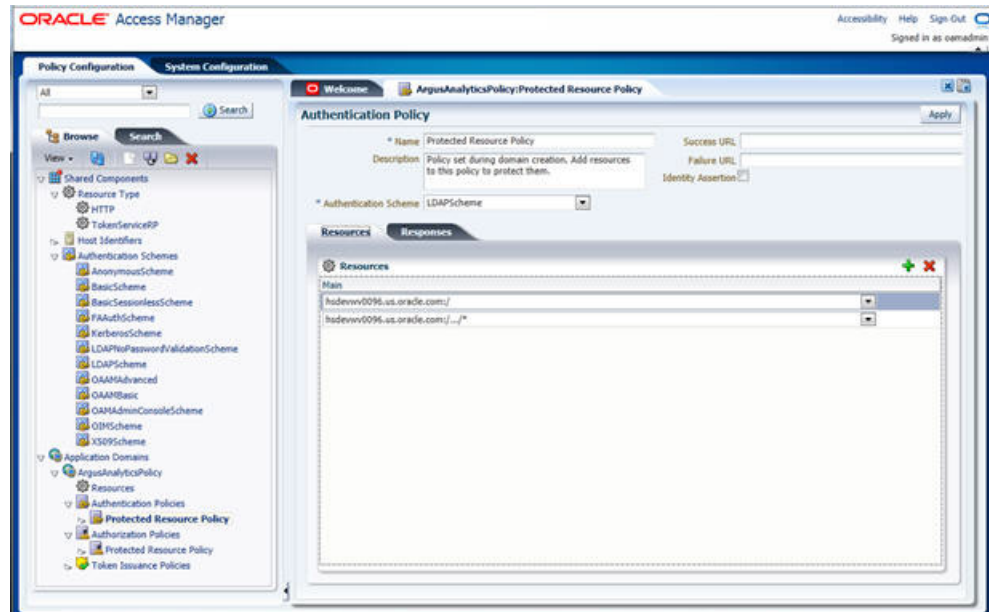 ORACLE Access Manager
Accessibility Help Sign Out
Signed in as oamadmin
Policy Configuration System Configuration
All
Search
Browse Search
View
Shared Components
Resource Type
HTTP
TokenServiceRP
Host Identifiers
Authentication Schemes
AnonymousScheme
BasicScheme
BasicSessionlessScheme
FAAuthScheme
KerberosScheme
LDAPNoPasswordValidationScheme
LDAPScheme
OAAMAdvanced
OAAMBasic
OAMAdminConsoleScheme
OIMScheme
X509Scheme
Application Domains
ArgusAnalyticsPolicy
Resources
Authentication Policies
Protected Resource Policy
Authorization Policies
Protected Resource Policy
Token Issuance Policies
Welcome ArgusAnalyticsPolicy:Protected Resource Policy
Authentication Policy Apply
* Name Protected Resource Policy
Description Policy set during domain creation. Add resources
to this policy to protect them.
* Authentication Scheme LDAPScheme
Success URL
Failure URL
Identity Assertion
Resources Responses
Resources
Main
hsdevwv0096.us.oracle.com:/
hsdevwv0096.us.oracle.com:/.../*